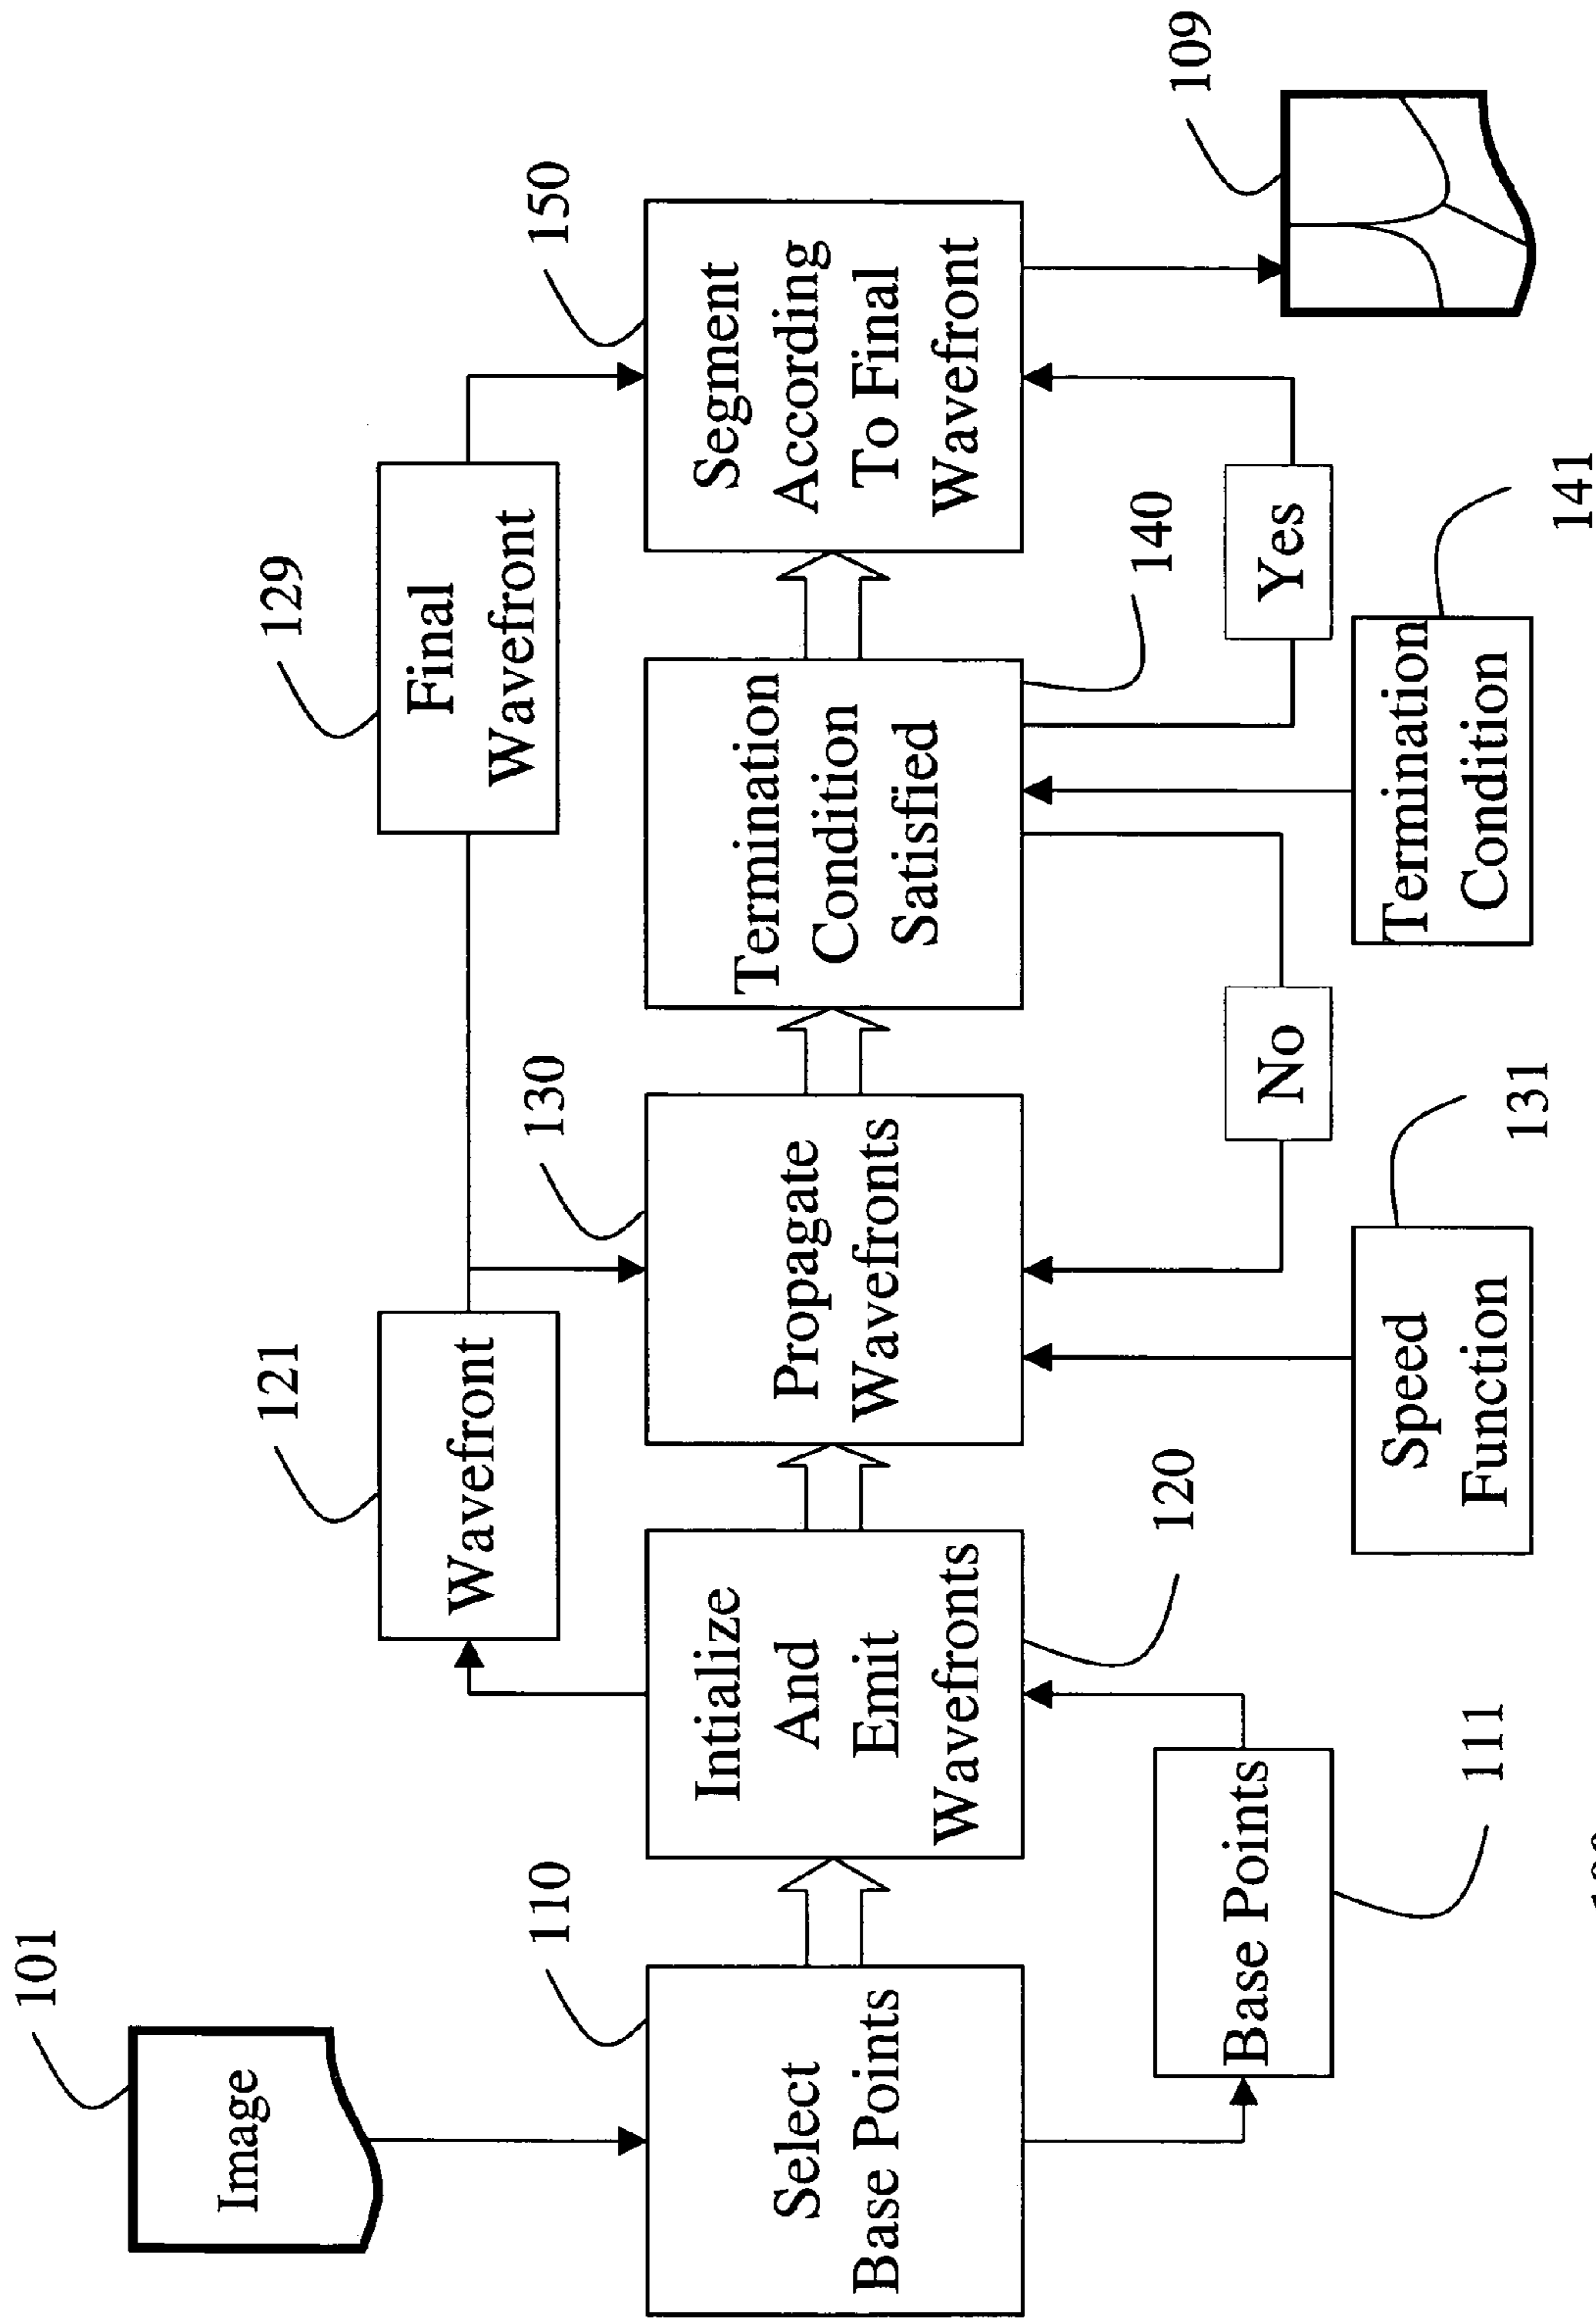 101
Image
110
Select
Base Points
Base Points
111
120
Intialize
And
Emit
Wavefronts
121
Wavefront
130
Propagate
Wavefronts
Speed
Function
131
No
129
Final
Wavefront
Termination
Condition
Satisfied
140
Termination
Condition
141
Yes
150
Segment
According
To Final
Wavefront
109